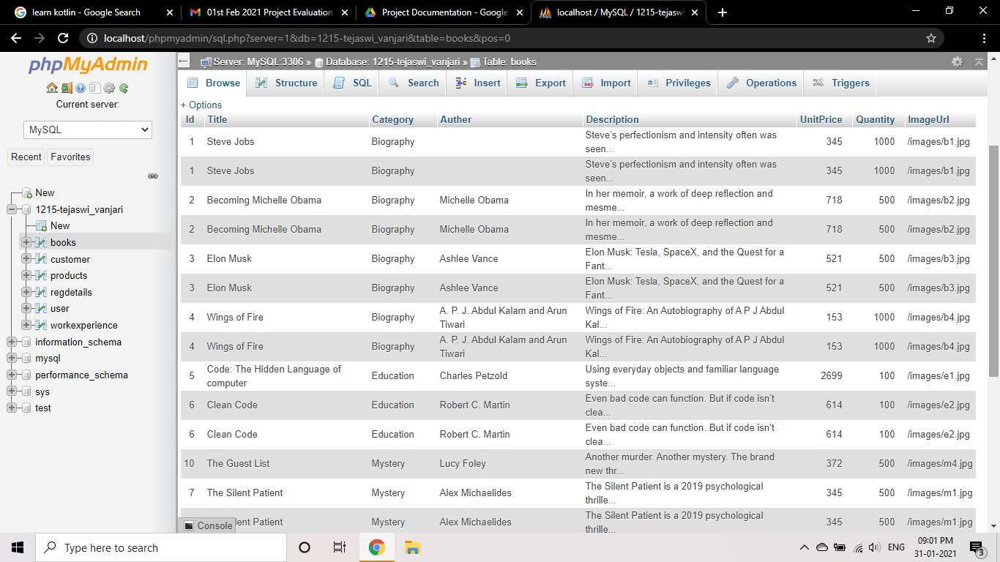 learn kotlin - Google Search
01st Feb 2021 Project Evaluation
Project Documentation - Google
localhost / MySQL / 1215-tejaswi
localhost/phpmyadmin/sql.php?server=1&db=1215-tejaswi_vanjari&table=books&pos=0
phpMyAdmin
Current server:
MySQL
Recent Favorites
New
1215-tejaswi_vanjari
New
books
customer
products
regdetails
user
workexperience
information_schema
mysql
performance_schema
sys
test
Server: MySQL:3306 » Database: 1215-tejaswi_vanjari » Table: books
Browse Structure SQL Search Insert Export Import Privileges Operations Triggers
+ Options
Id Title Category Auther Description UnitPrice Quantity ImageUrl
1 Steve Jobs Biography Steve’s perfectionism and intensity often was 345 1000 /images/b1.jpg
seen...
1 Steve Jobs Biography Steve’s perfectionism and intensity often was 345 1000 /images/b1.jpg
seen...
2 Becoming Michelle Obama Biography Michelle Obama In her memoir, a work of deep reflection and 718 500 /images/b2.jpg
mesme...
2 Becoming Michelle Obama Biography Michelle Obama In her memoir, a work of deep reflection and 718 500 /images/b2.jpg
mesme...
3 Elon Musk Biography Ashlee Vance Elon Musk: Tesla, SpaceX, and the Quest for a 521 500 /images/b3.jpg
Fant...
3 Elon Musk Biography Ashlee Vance Elon Musk: Tesla, SpaceX, and the Quest for a 521 500 /images/b3.jpg
Fant...
4 Wings of Fire Biography A. P. J. Abdul Kalam and Arun Wings of Fire: An Autobiography of A P J Abdul 153 1000 /images/b4.jpg
Tiwari Kal...
4 Wings of Fire Biography A. P. J. Abdul Kalam and Arun Wings of Fire: An Autobiography of A P J Abdul 153 1000 /images/b4.jpg
Tiwari Kal...
5 Code: The Hidden Language of Education Charles Petzold Using everyday objects and familiar language 2699 100 /images/e1.jpg
computer syste...
6 Clean Code Education Robert C. Martin Even bad code can function. But if code isn’t 614 100 /images/e2.jpg
clea...
6 Clean Code Education Robert C. Martin Even bad code can function. But if code isn’t 614 100 /images/e2.jpg
clea...
10 The Guest List Mystery Lucy Foley Another murder. Another mystery. The brand 372 500 /images/m4.jpg
new thr...
7 The Silent Patient Mystery Alex Michaelides The Silent Patient is a 2019 psychological 345 500 /images/m1.jpg
thrille...
lent Patient Mystery Alex Michaelides The Silent Patient is a 2019 psychological 345 500 /images/m1.jpg
thrille...
Console
Type here to search
ENG
09:01 PM
31-01-2021
3